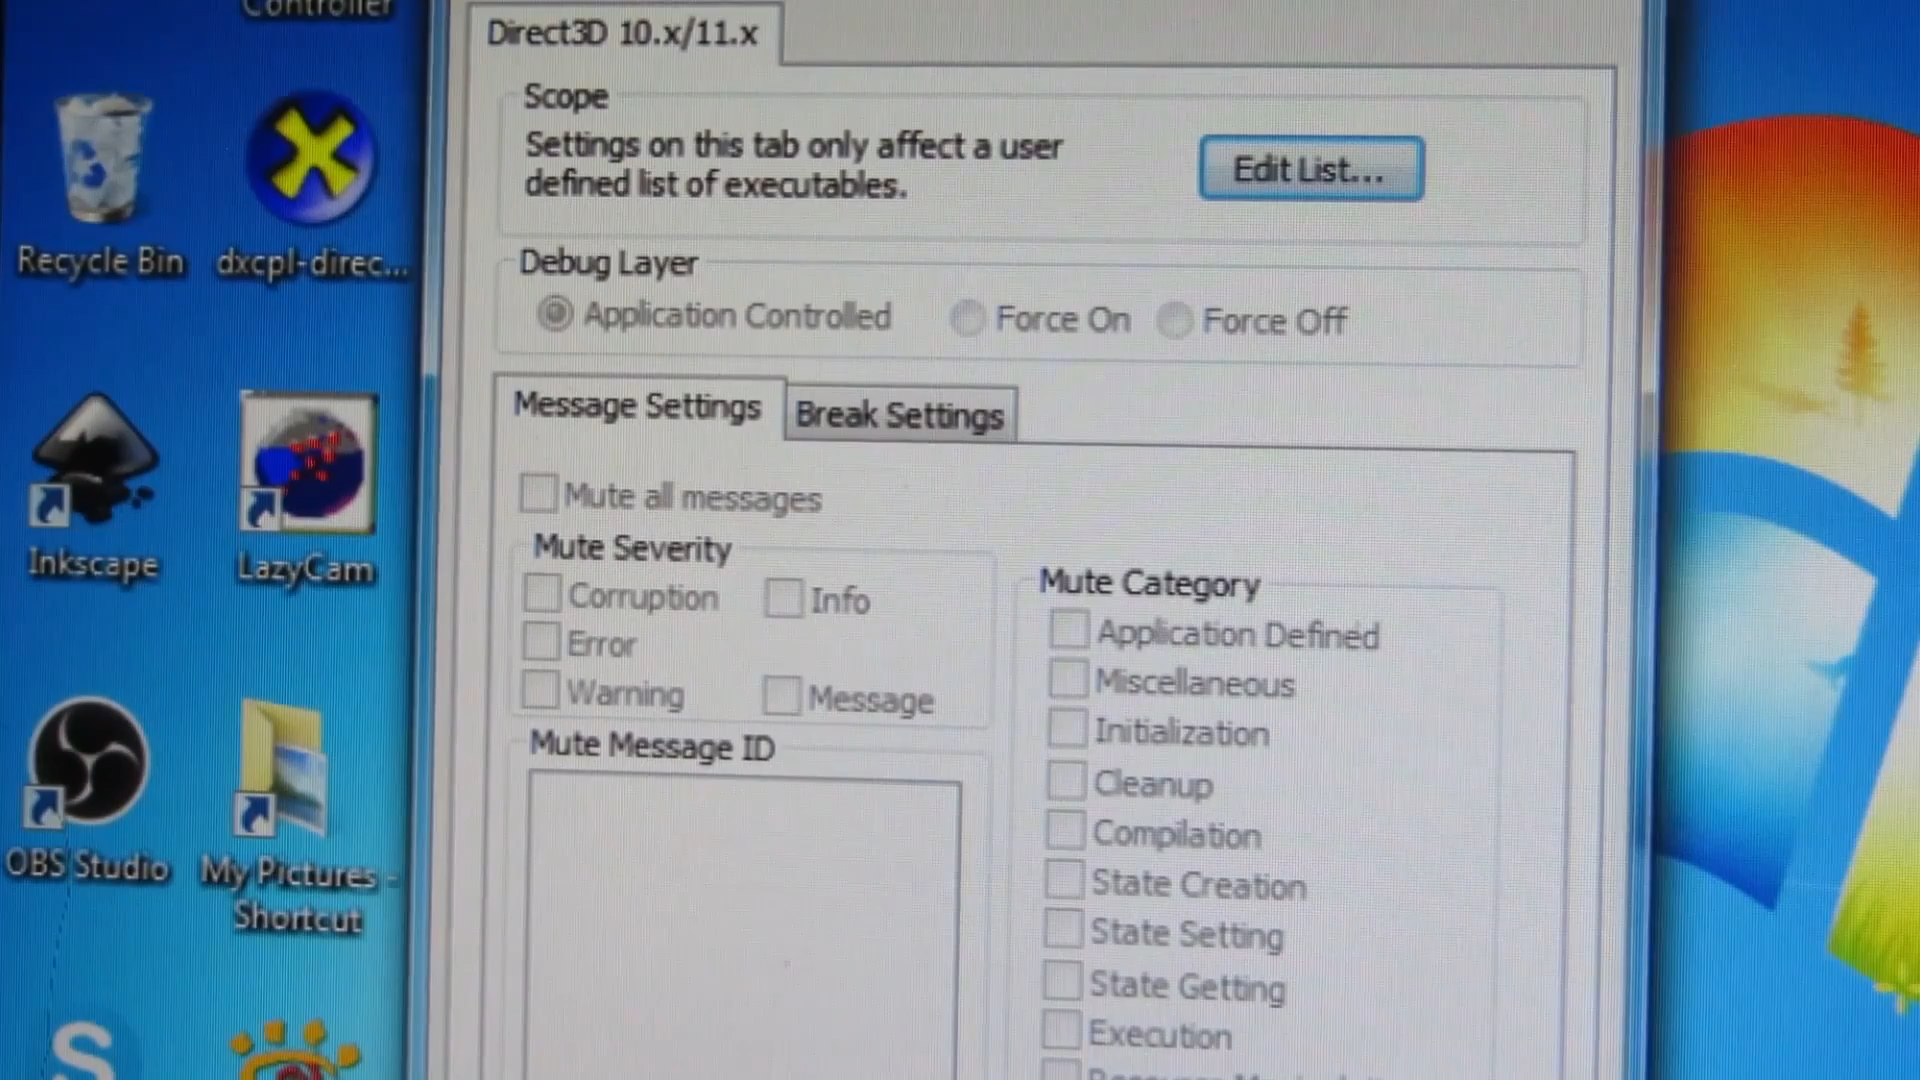 Controller
Recycle Bin
dxcpl-direc...
Inkscape
LazyCam
OBS Studio
My Pictures -
Shortcut
Direct3D 10.x/11.x
Scope
Settings on this tab only affect a user
defined list of executables.
Edit List...
Debug Layer
Application Controlled
Force On
Force Off
Message Settings
Break Settings
Mute all messages
Mute Severity
Corruption
Info
Error
Warning
Message
Mute Message ID
Mute Category
Application Defined
Miscellaneous
Initialization
Cleanup
Compilation
State Creation
State Setting
State Getting
Execution